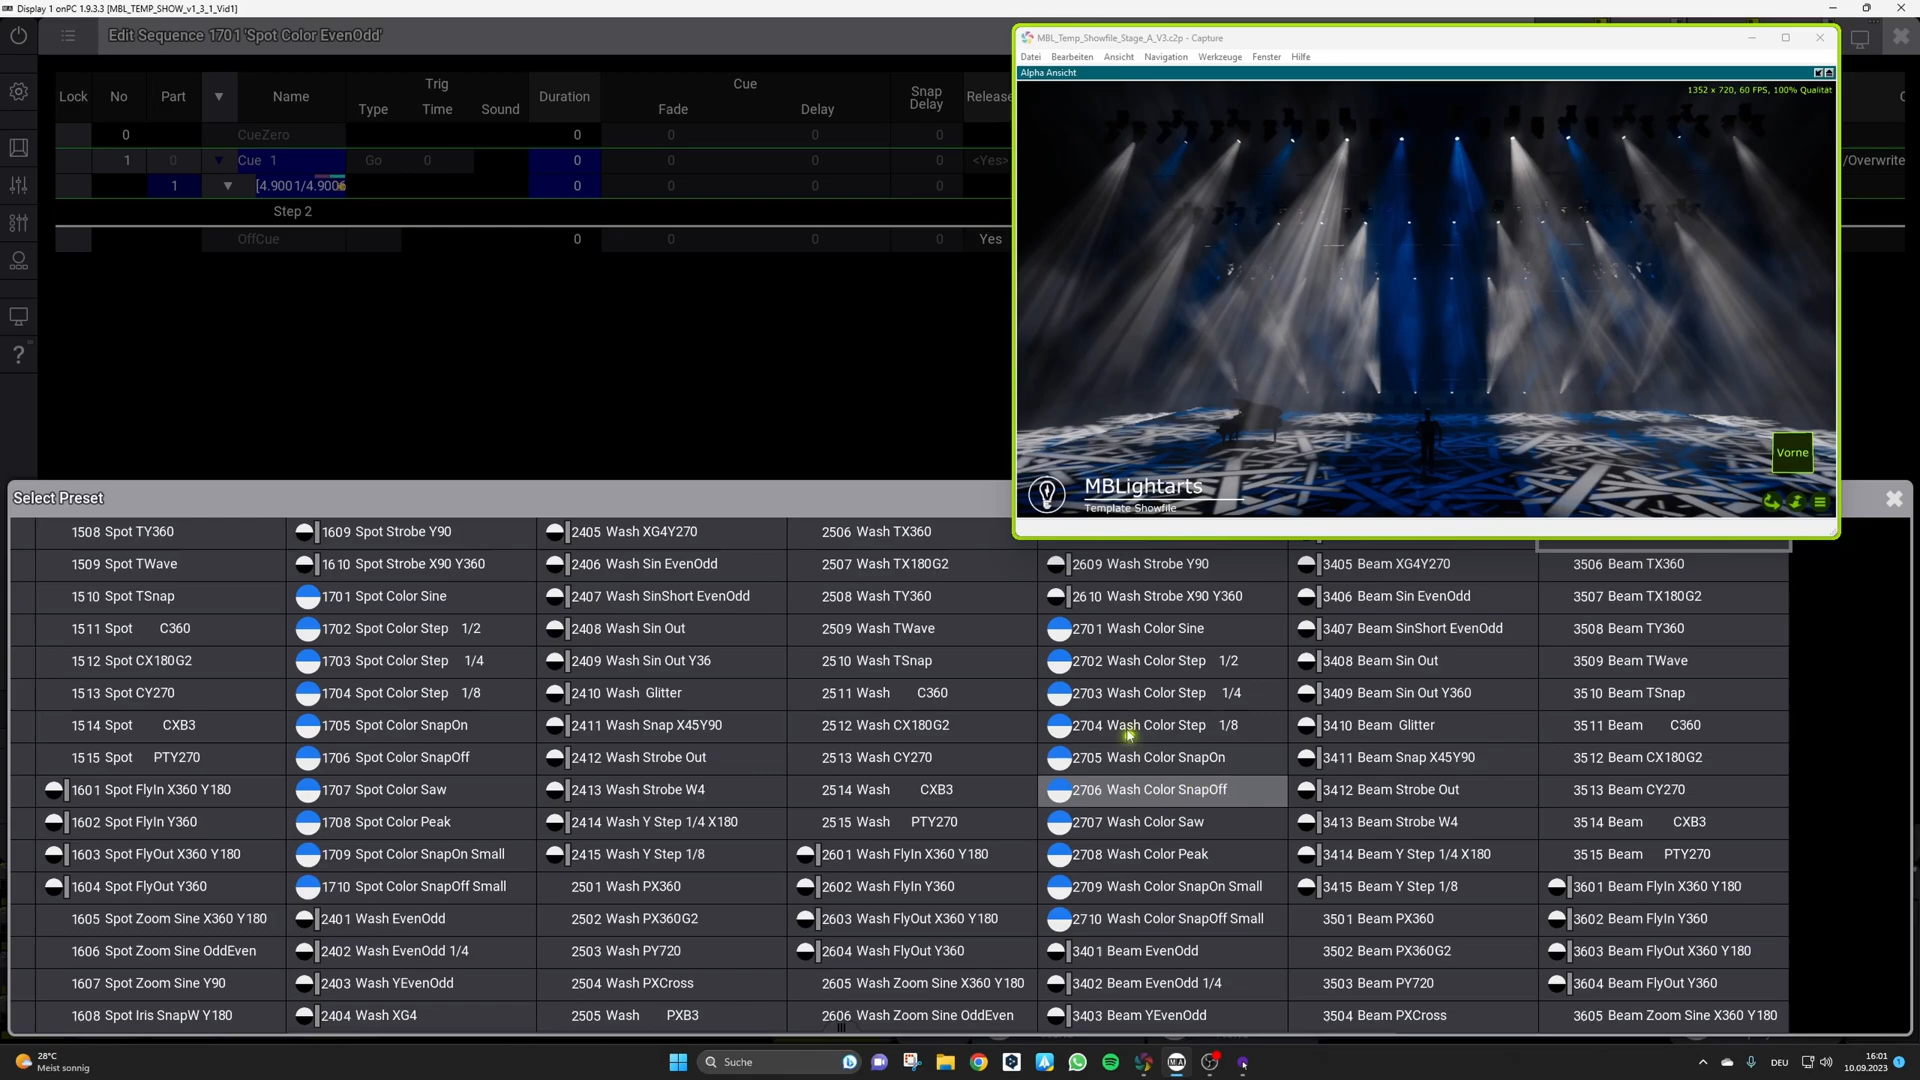 Display 1 onPC 1.9.3.3 [MBL_TEMP_SHOW_v1_3_1_Vid1]
Edit Sequence 1701 'Spot Color EvenOdd'
Lock No Part Name Trig Type Time Sound Duration Cue Fade Delay Snap Delay Release
0 CueZero 0 0 0 0
1 0 Cue 1 Go 0 0 0 0 0 <Yes> /Overwrite
1 [4.9001/4.9006 0 0 0 0
Step 2
OffCue 0 0 0 0 Yes
MBL_Temp_Showfile_Stage_A_V3.c2p - Capture
Datei Bearbeiten Ansicht Navigation Werkzeuge Fenster Hilfe
Alpha Ansicht
1352 x 720, 60 FPS, 100% Qualität
Vorne
MBLightarts
Template Showfile
Select Preset
1508 Spot TY360 1609 Spot Strobe Y90 2405 Wash XG4Y270 2506 Wash TX360
1509 Spot TWave 1610 Spot Strobe X90 Y360 2406 Wash Sin EvenOdd 2507 Wash TX180G2 2609 Wash Strobe Y90 3405 Beam XG4Y270 3506 Beam TX360
1510 Spot TSnap 1701 Spot Color Sine 2407 Wash SinShort EvenOdd 2508 Wash TY360 2610 Wash Strobe X90 Y360 3406 Beam Sin EvenOdd 3507 Beam TX180G2
1511 Spot C360 1702 Spot Color Step 1/2 2408 Wash Sin Out 2509 Wash TWave 2701 Wash Color Sine 3407 Beam SinShort EvenOdd 3508 Beam TY360
1512 Spot CX180G2 1703 Spot Color Step 1/4 2409 Wash Sin Out Y36 2510 Wash TSnap 2702 Wash Color Step 1/2 3408 Beam Sin Out 3509 Beam TWave
1513 Spot CY270 1704 Spot Color Step 1/8 2410 Wash Glitter 2511 Wash C360 2703 Wash Color Step 1/4 3409 Beam Sin Out Y360 3510 Beam TSnap
1514 Spot CXB3 1705 Spot Color SnapOn 2411 Wash Snap X45Y90 2512 Wash CX180G2 2704 Wash Color Step 1/8 3410 Beam Glitter 3511 Beam C360
1515 Spot PTY270 1706 Spot Color SnapOff 2412 Wash Strobe Out 2513 Wash CY270 2705 Wash Color SnapOn 3411 Beam Snap X45Y90 3512 Beam CX180G2
1601 Spot FlyIn X360 Y180 1707 Spot Color Saw 2413 Wash Strobe W4 2514 Wash CXB3 2706 Wash Color SnapOff 3412 Beam Strobe Out 3513 Beam CY270
1602 Spot FlyIn Y360 1708 Spot Color Peak 2414 Wash Y Step 1/4 X180 2515 Wash PTY270 2707 Wash Color Saw 3413 Beam Strobe W4 3514 Beam CXB3
1603 Spot FlyOut X360 Y180 1709 Spot Color SnapOn Small 2415 Wash Y Step 1/8 2601 Wash FlyIn X360 Y180 2708 Wash Color Peak 3414 Beam Y Step 1/4 X180 3515 Beam PTY270
1604 Spot FlyOut Y360 1710 Spot Color SnapOff Small 2501 Wash PX360 2602 Wash FlyIn Y360 2709 Wash Color SnapOn Small 3415 Beam Y Step 1/8 3601 Beam FlyIn X360 Y180
1605 Spot Zoom Sine X360 Y180 2401 Wash EvenOdd 2502 Wash PX360G2 2603 Wash FlyOut X360 Y180 2710 Wash Color SnapOff Small 3501 Beam PX360 3602 Beam FlyIn Y360
1606 Spot Zoom Sine OddEven 2402 Wash EvenOdd 1/4 2503 Wash PY720 2604 Wash FlyOut Y360 3401 Beam EvenOdd 3502 Beam PX360G2 3603 Beam FlyOut X360 Y180
1607 Spot Zoom Sine Y90 2403 Wash YEvenOdd 2504 Wash PXCross 2605 Wash Zoom Sine X360 Y180 3402 Beam EvenOdd 1/4 3503 Beam PY720 3604 Beam FlyOut Y360
1608 Spot Iris SnapW Y180 2404 Wash XG4 2505 Wash PXB3 2606 Wash Zoom Sine OddEven 3403 Beam YEvenOdd 3504 Beam PXCross 3605 Beam Zoom Sine X360 Y180
28°C
Meist sonnig
Suche
DEU
16:01
10.09.2023